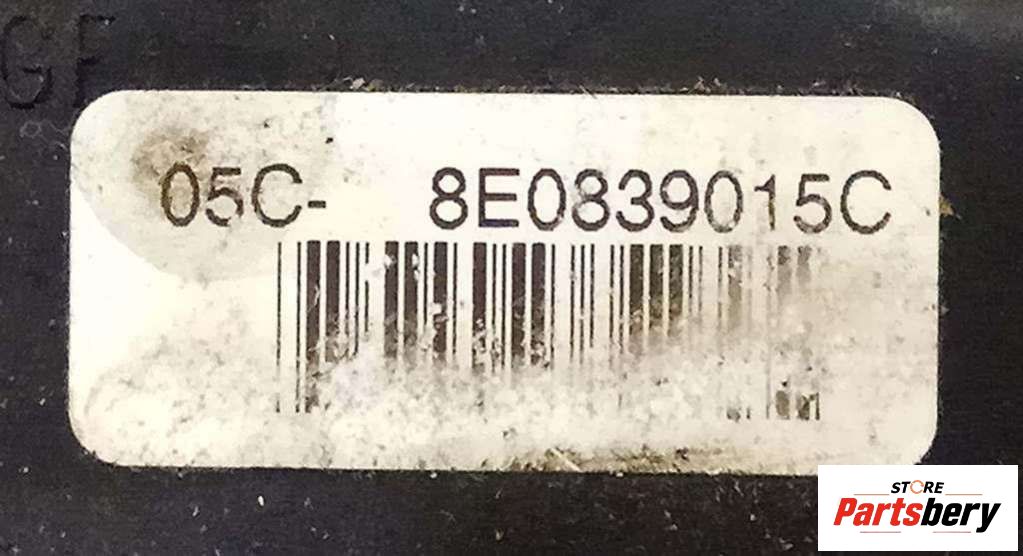 GF
05C- 8E0839015C
STORE
Partsbery